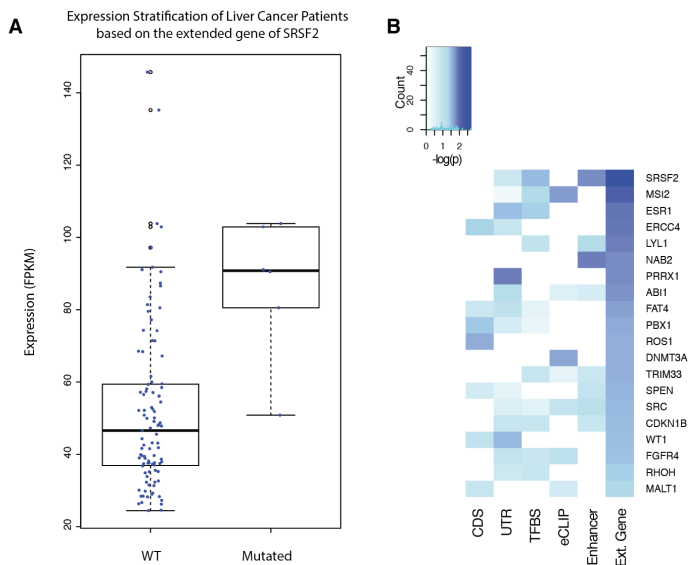 A
Expression Stratification of Liver Cancer Patients
based on the extended gene of SRSF2
Expression (FPKM)
140
120
100
80
60
40
20
WT
Mutated
B
Count
40
20
0
0 1 2
-log(p)
SRSF2
MSI2
ESR1
ERCC4
LYL1
NAB2
PRRX1
ABI1
FAT4
PBX1
ROS1
DNMT3A
TRIM33
SPEN
SRC
CDKN1B
WT1
FGFR4
RHOH
MALT1
CDS
UTR
TFBS
eCLIP
Enhancer
Ext. Gene